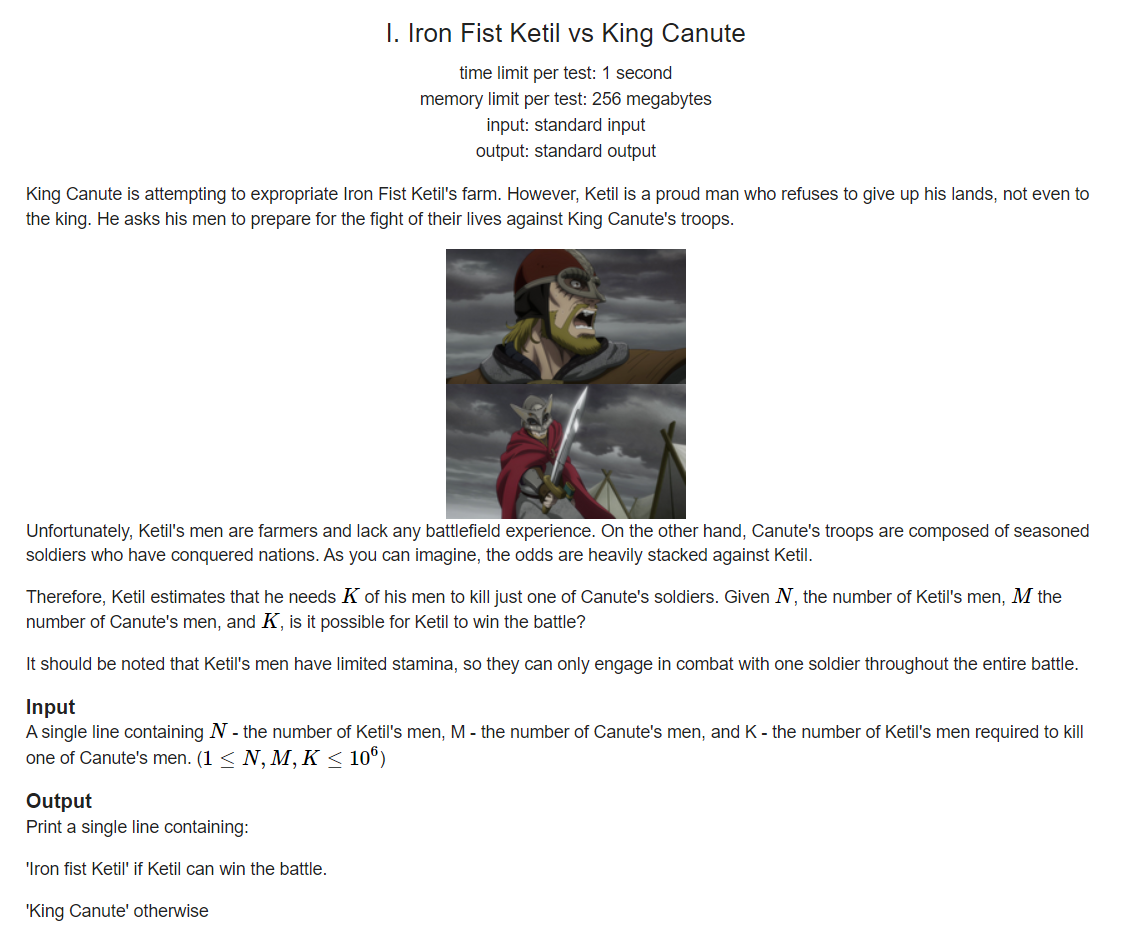 I. Iron Fist Ketil vs King Canute
time limit per test: 1 second
memory limit per test: 256 megabytes
input: standard input
output: standard output
King Canute is attempting to expropriate Iron Fist Ketil's farm. However, Ketil is a proud man who refuses to give up his lands, not even to
the king. He asks his men to prepare for the fight of their lives against King Canute's troops.
Unfortunately, Ketil's men are farmers and lack any battlefield experience. On the other hand, Canute's troops are composed of seasoned
soldiers who have conquered nations. As you can imagine, the odds are heavily stacked against Ketil.
Therefore, Ketil estimates that he needs K of his men to kill just one of Canute's soldiers. Given N, the number of Ketil's men, M the
number of Canute's men, and K, is it possible for Ketil to win the battle?
It should be noted that Ketil's men have limited stamina, so they can only engage in combat with one soldier throughout the entire battle.
Input
A single line containing N - the number of Ketil's men, M - the number of Canute's men, and K - the number of Ketil's men required to kill
one of Canute's men. (1 ≤ N, M, K ≤ 10⁶)
Output
Print a single line containing:
'Iron fist Ketil' if Ketil can win the battle.
'King Canute' otherwise